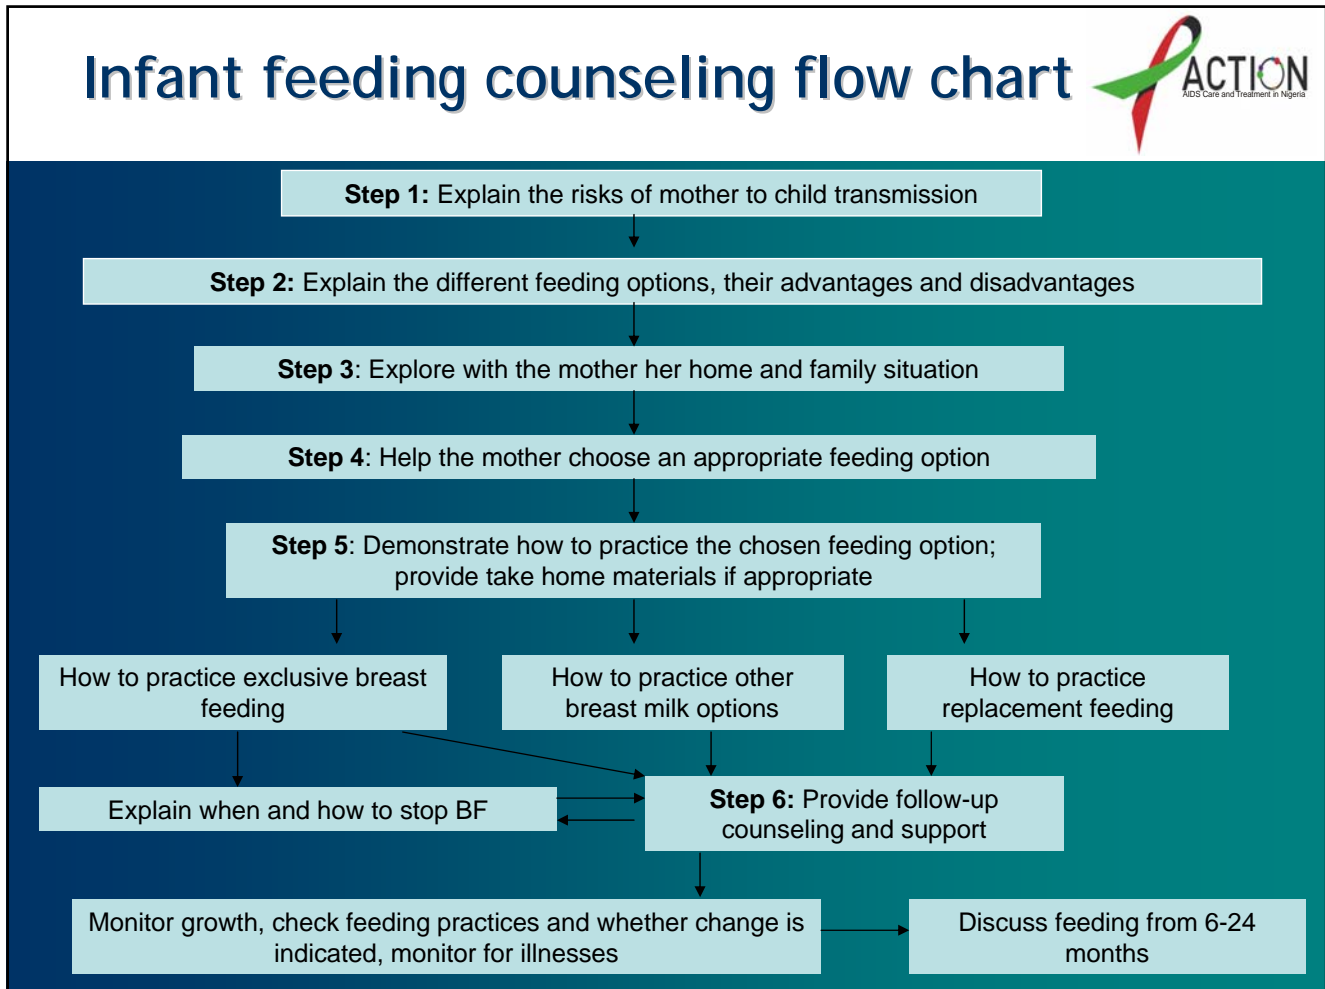 Infant feeding counseling flow chart
ACTION
AIDS Care and Treatment in Nigeria
Step 1: Explain the risks of mother to child transmission
Step 2: Explain the different feeding options, their advantages and disadvantages
Step 3: Explore with the mother her home and family situation
Step 4: Help the mother choose an appropriate feeding option
Step 5: Demonstrate how to practice the chosen feeding option;
provide take home materials if appropriate
How to practice exclusive breast
feeding
How to practice other
breast milk options
How to practice
replacement feeding
Explain when and how to stop BF
Step 6: Provide follow-up
counseling and support
Monitor growth, check feeding practices and whether change is
indicated, monitor for illnesses
Discuss feeding from 6-24
months